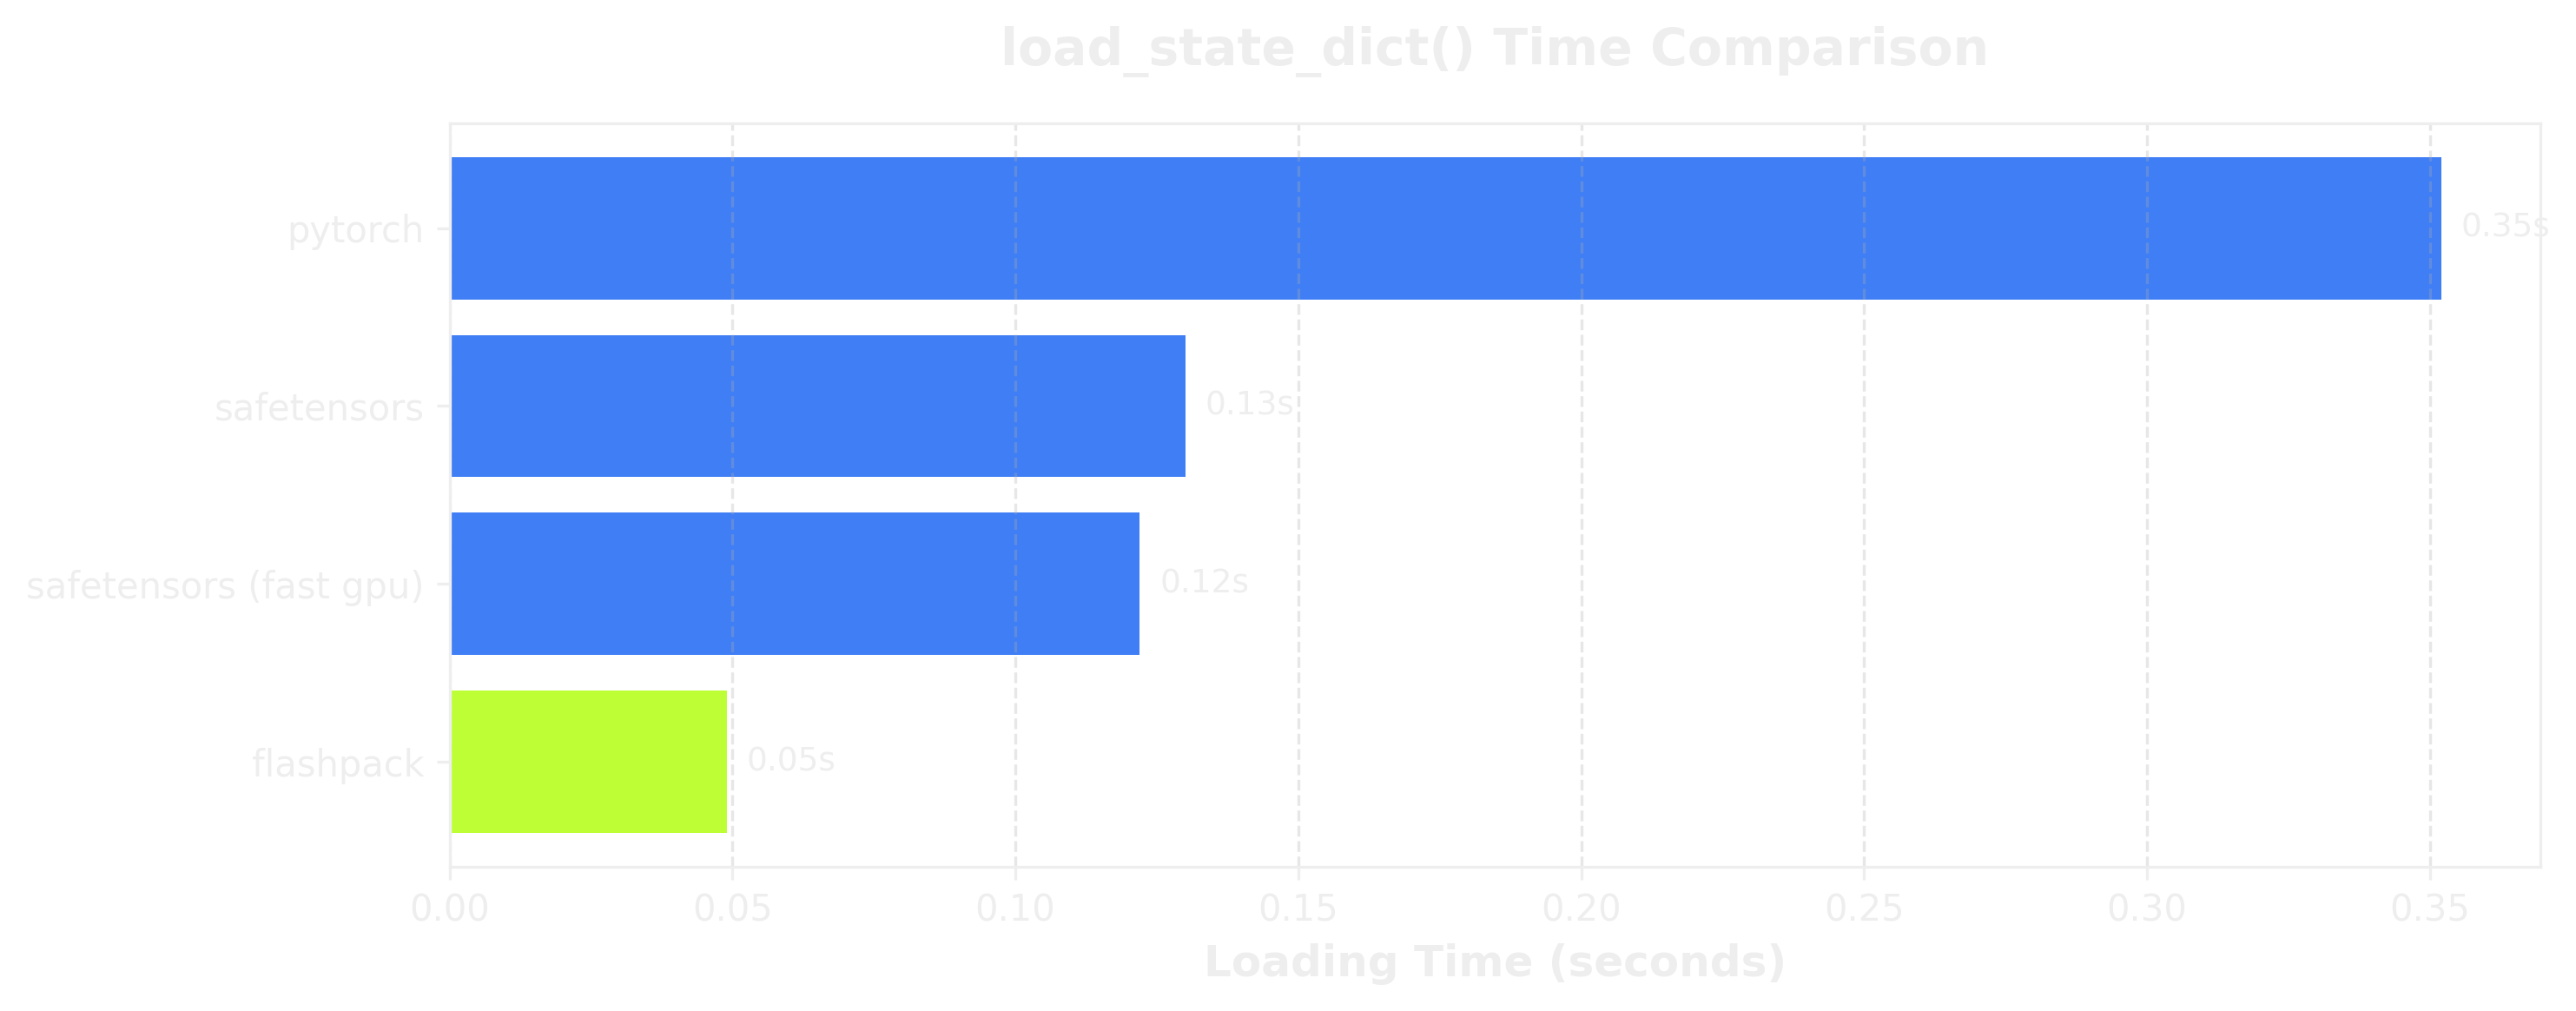 load_state_dict() Time Comparison
pytorch
0.35s
safetensors
0.13s
safetensors (fast gpu)
0.12s
flashpack
0.05s
0.00 0.05 0.10 0.15 0.20 0.25 0.30 0.35
Loading Time (seconds)